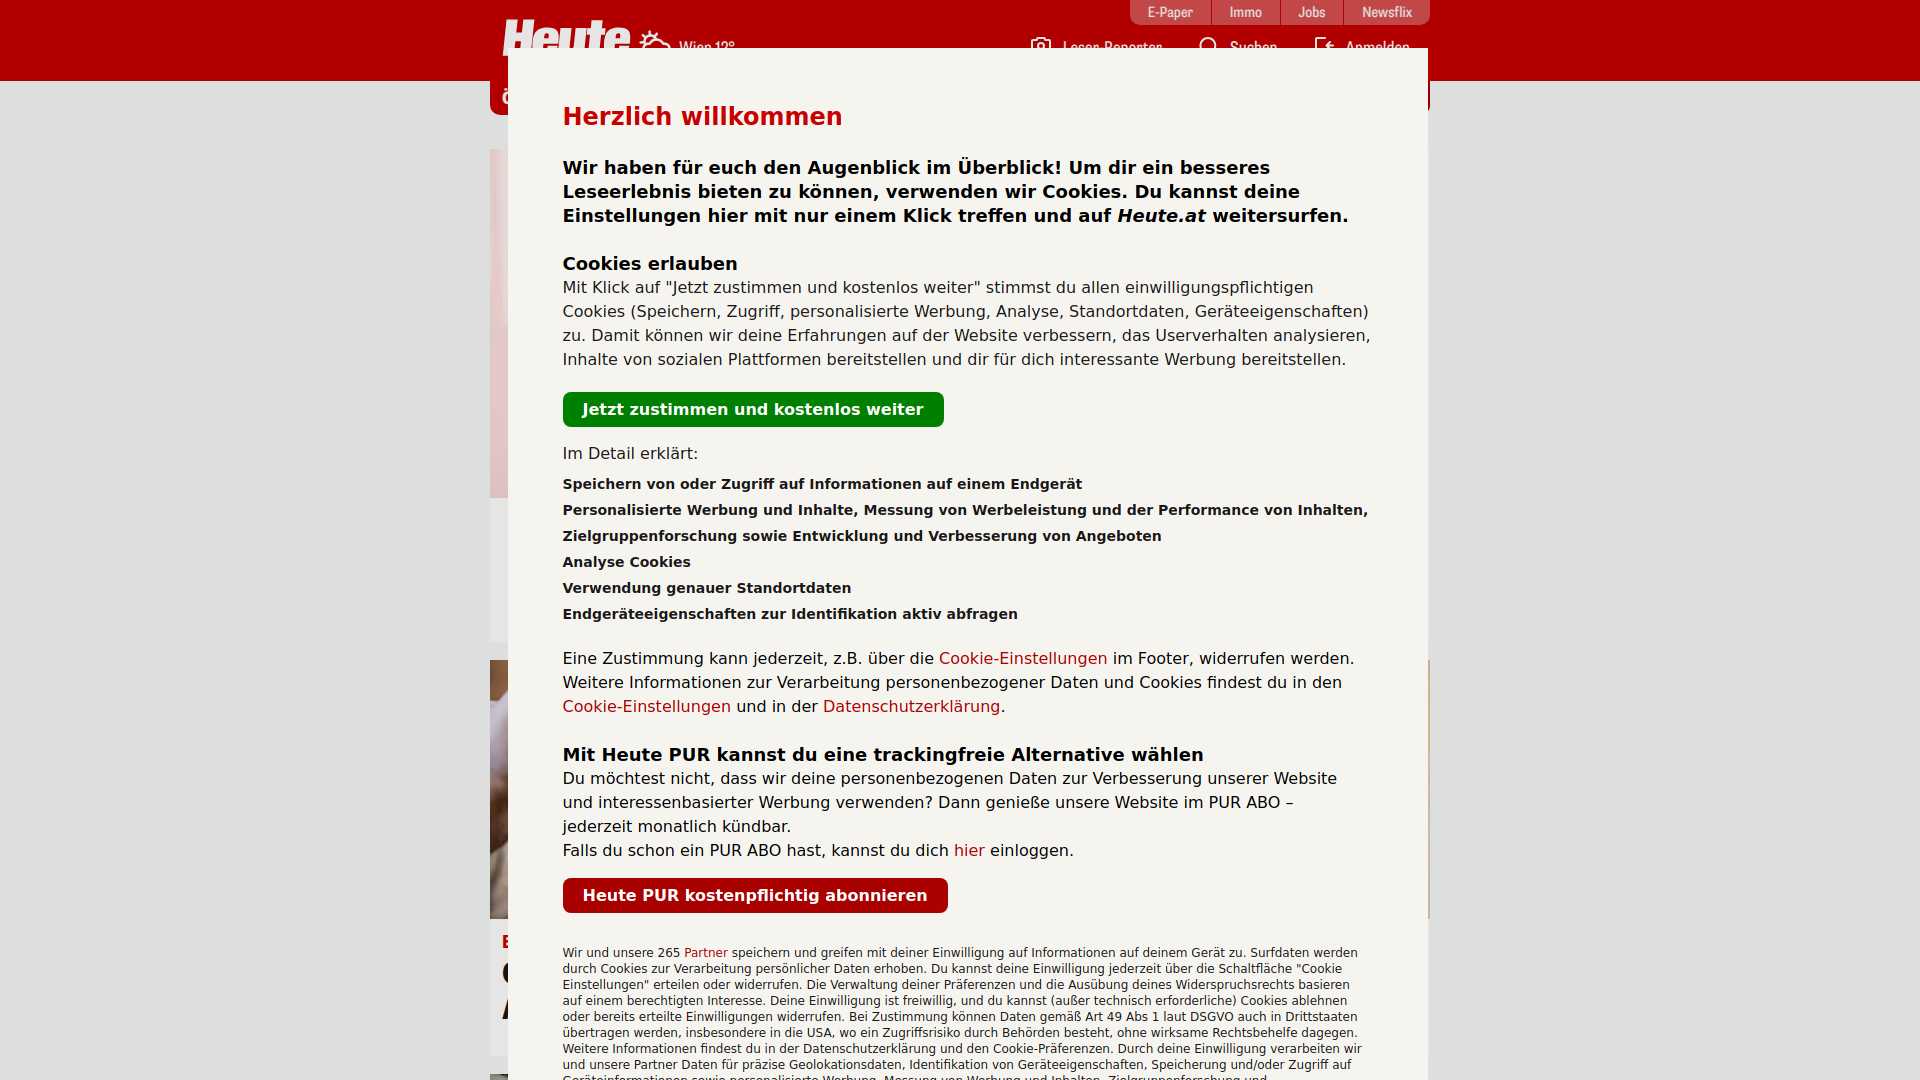 E-Paper Immo Jobs Newsflix
Heute Wien 12° Leser-Reporter Suchen Anmelden
Herzlich willkommen
Wir haben für euch den Augenblick im Überblick! Um dir ein besseres
Leseerlebnis bieten zu können, verwenden wir Cookies. Du kannst deine
Einstellungen hier mit nur einem Klick treffen und auf Heute.at weitersurfen.
Cookies erlauben
Mit Klick auf "Jetzt zustimmen und kostenlos weiter" stimmst du allen einwilligungspflichtigen
Cookies (Speichern, Zugriff, personalisierte Werbung, Analyse, Standortdaten, Geräteeigenschaften)
zu. Damit können wir deine Erfahrungen auf der Website verbessern, das Userverhalten analysieren,
Inhalte von sozialen Plattformen bereitstellen und dir für dich interessante Werbung bereitstellen.
Jetzt zustimmen und kostenlos weiter
Im Detail erklärt:
Speichern von oder Zugriff auf Informationen auf einem Endgerät
Personalisierte Werbung und Inhalte, Messung von Werbeleistung und der Performance von Inhalten,
Zielgruppenforschung sowie Entwicklung und Verbesserung von Angeboten
Analyse Cookies
Verwendung genauer Standortdaten
Endgeräteeigenschaften zur Identifikation aktiv abfragen
Eine Zustimmung kann jederzeit, z.B. über die Cookie-Einstellungen im Footer, widerrufen werden.
Weitere Informationen zur Verarbeitung personenbezogener Daten und Cookies findest du in den
Cookie-Einstellungen und in der Datenschutzerklärung.
Mit Heute PUR kannst du eine trackingfreie Alternative wählen
Du möchtest nicht, dass wir deine personenbezogenen Daten zur Verbesserung unserer Website
und interessenbasierter Werbung verwenden? Dann genieße unsere Website im PUR ABO –
jederzeit monatlich kündbar.
Falls du schon ein PUR ABO hast, kannst du dich hier einloggen.
Heute PUR kostenpflichtig abonnieren
Wir und unsere 265 Partner speichern und greifen mit deiner Einwilligung auf Informationen auf deinem Gerät zu. Surfdaten werden
durch Cookies zur Verarbeitung persönlicher Daten erhoben. Du kannst deine Einwilligung jederzeit über die Schaltfläche "Cookie
Einstellungen" erteilen oder widerrufen. Die Verwaltung deiner Präferenzen und die Ausübung deines Widerspruchsrechts basieren
auf einem berechtigten Interesse. Deine Einwilligung ist freiwillig, und du kannst (außer technisch erforderliche) Cookies ablehnen
oder bereits erteilte Einwilligungen widerrufen. Bei Zustimmung können Daten gemäß Art 49 Abs 1 laut DSGVO auch in Drittstaaten
übertragen werden, insbesondere in die USA, wo ein Zugriffsrisiko durch Behörden besteht, ohne wirksame Rechtsbehelfe dagegen.
Weitere Informationen findest du in der Datenschutzerklärung und den Cookie-Präferenzen. Durch deine Einwilligung verarbeiten wir
und unsere Partner Daten für präzise Geolokationsdaten, Identifikation von Geräteeigenschaften, Speicherung und/oder Zugriff auf
Geräteinformationen sowie personalisierte Werbung, Messung von Werbung und Inhalten, Zielgruppenforschung und